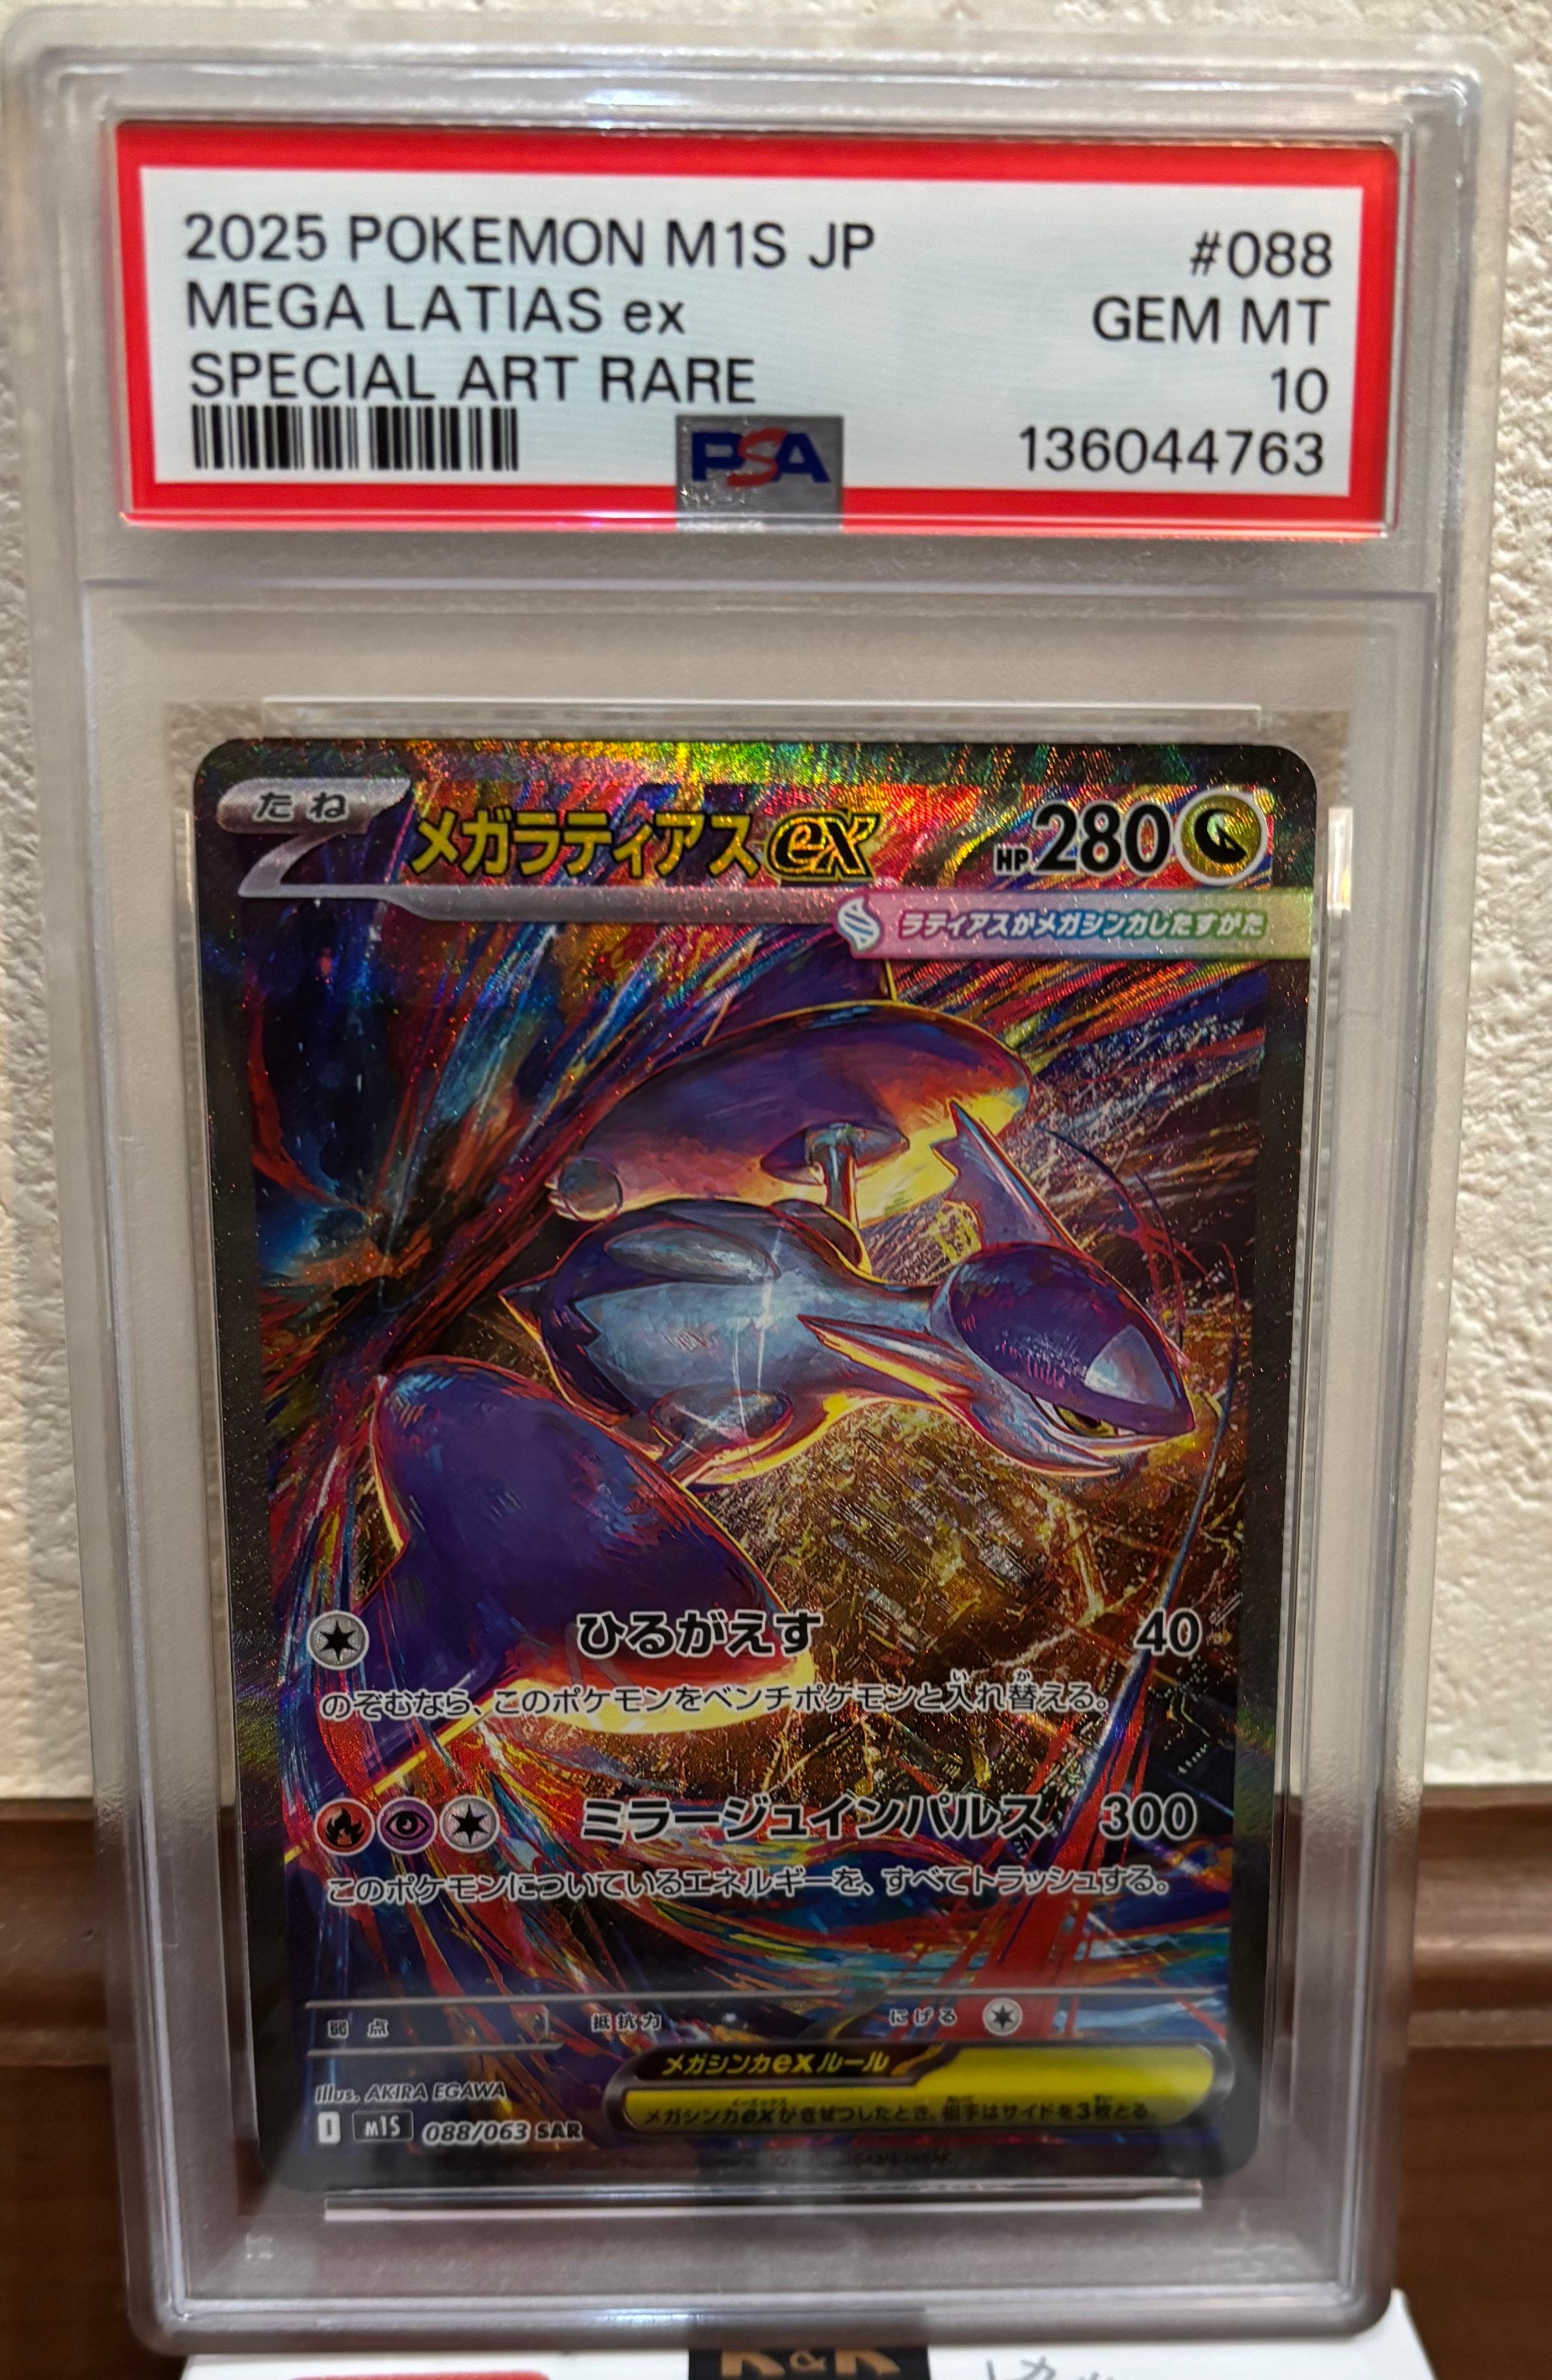 2025 POKEMON M1S JP #088
MEGA LATIAS ex GEM MT
SPECIAL ART RARE 10
PSA 136044763
たね
メガラティアスex HP 280
ラティアスがメガシンカしたすがた
ひるがえす 40
のぞむなら、このポケモンをベンチポケモンと入れ替える。
ミラージュインパルス 300
このポケモンについているエネルギーを、すべてトラッシュする。
弱点 抵抗力 にげる
メガシンカexルール
メガシンカexがきぜつしたとき、相手はサイドを3枚とる。
Illus. AKIRA EGAWA
I M1S 088/063 SAR